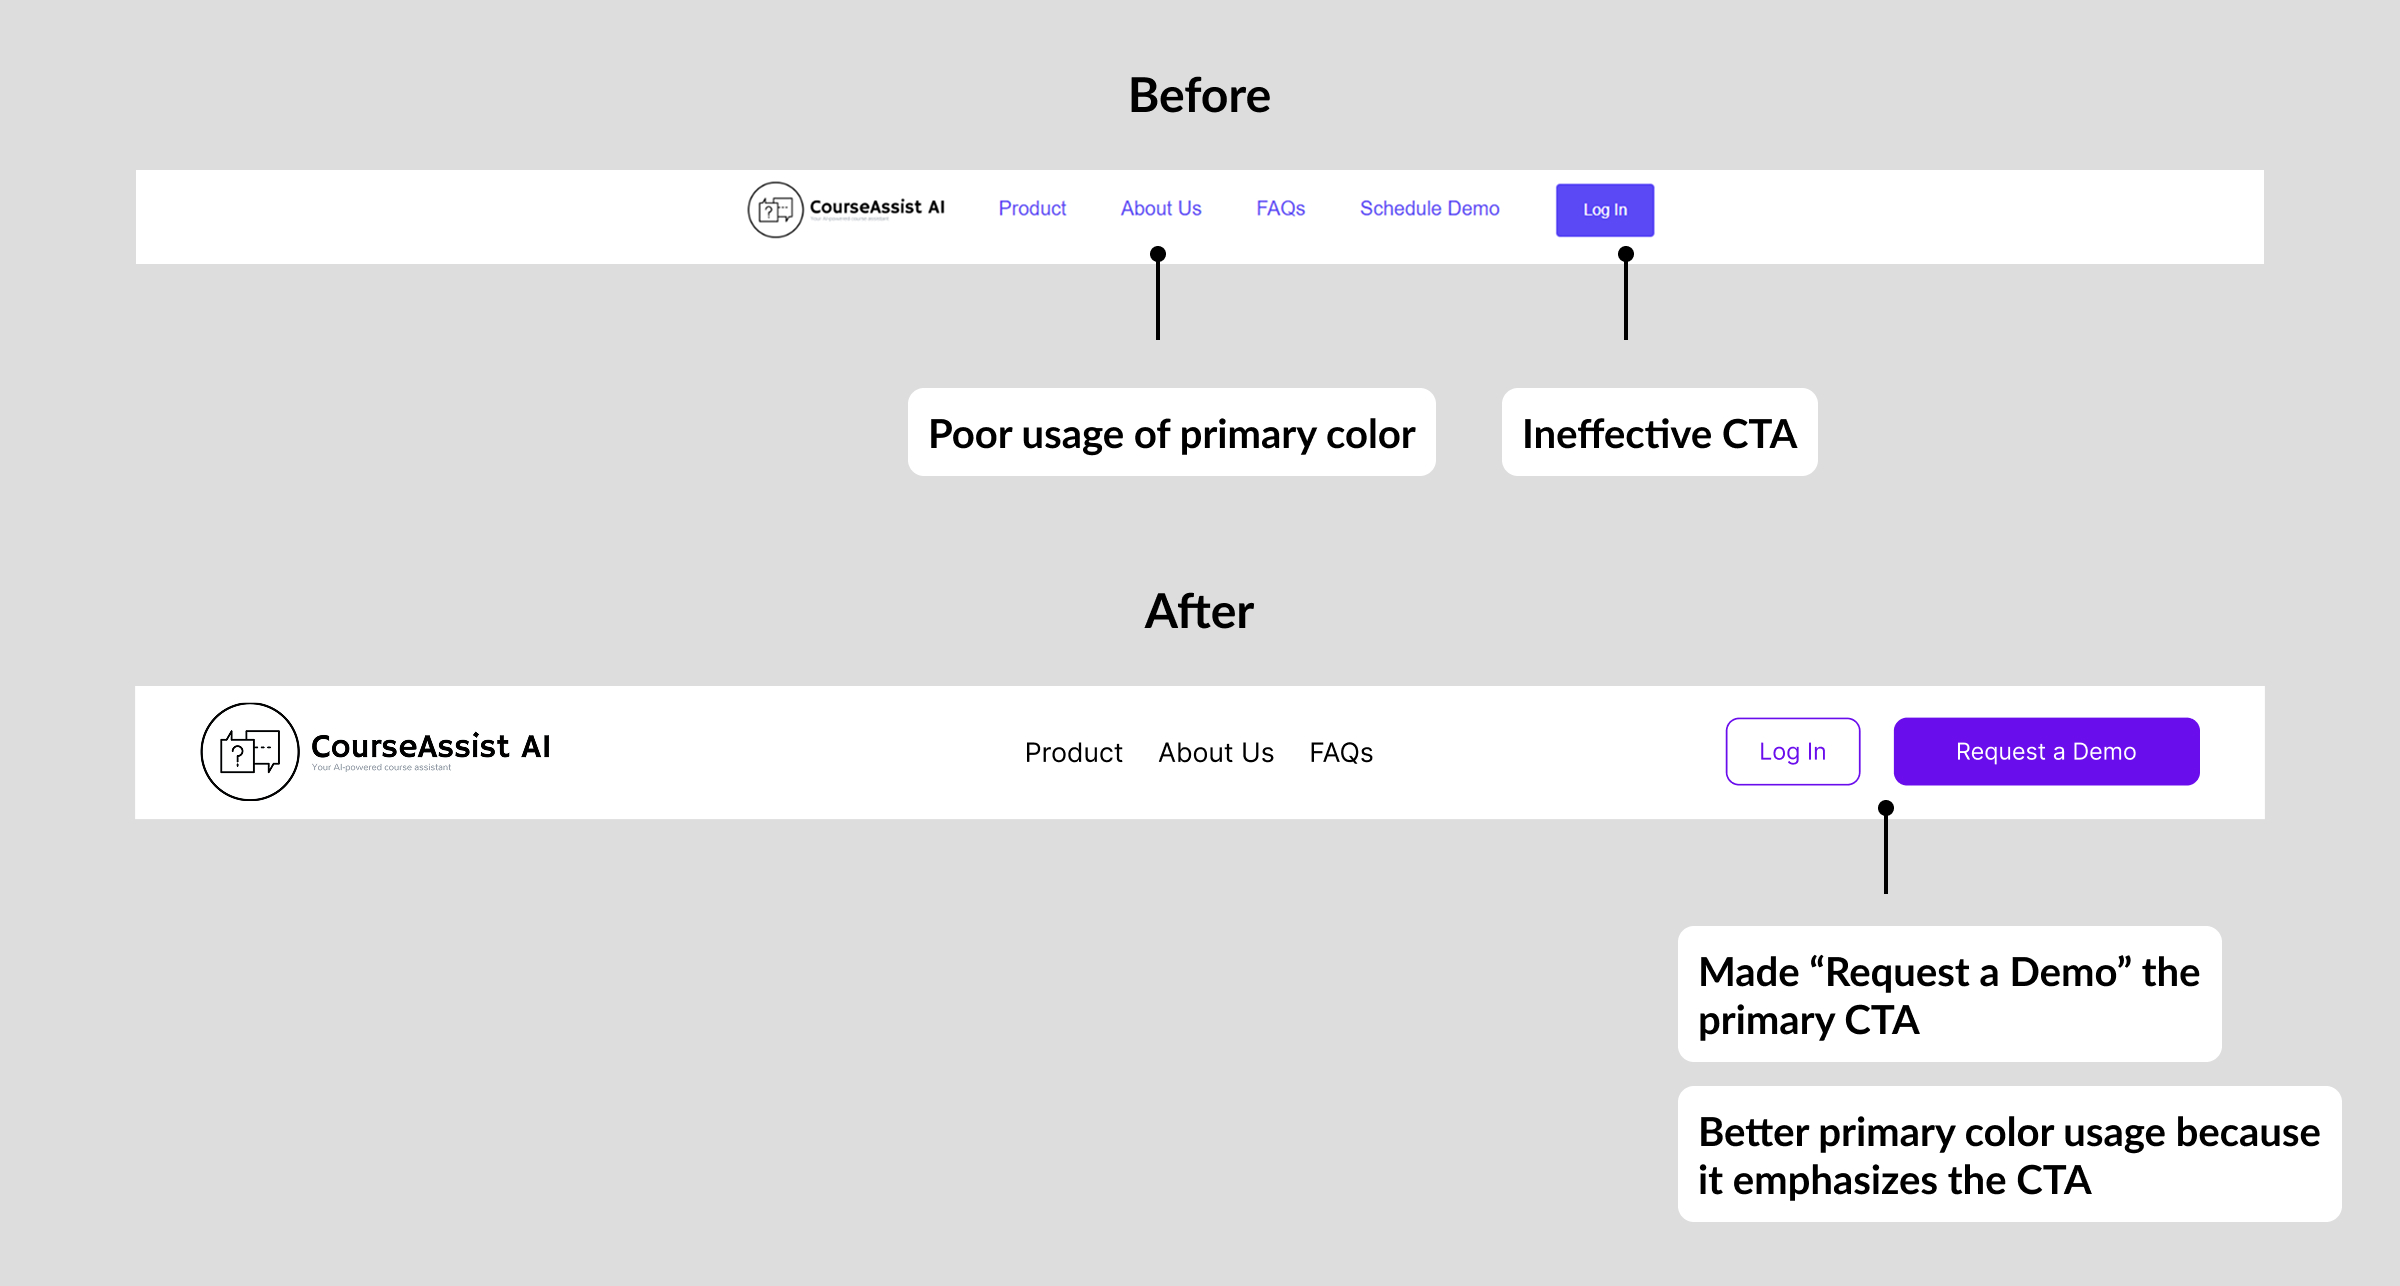 Before
CourseAssist AI
Product
About Us
FAQs
Schedule Demo
Log In
Poor usage of primary color
Ineffective CTA
After
CourseAssist AI
Your AI-powered course assistant
Product
About Us
FAQs
Log In
Request a Demo
Made “Request a Demo” the
primary CTA
Better primary color usage because
it emphasizes the CTA